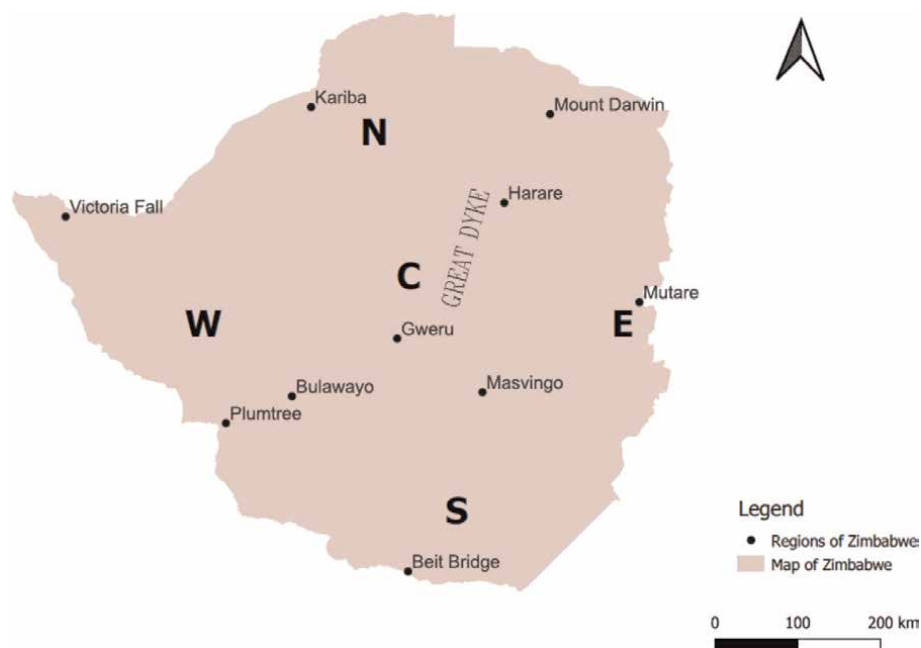 Kariba
Mount Darwin
N
Harare
Victoria Fall
GREAT DYKE
C
Mutare
W
E
Gweru
Masvingo
Bulawayo
Plumtree
S
Legend
Regions of Zimbabwe
Beit Bridge
Map of Zimbabwe
0 100 200 km